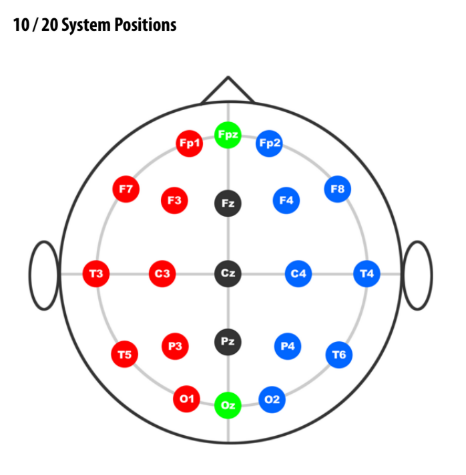 10 / 20 System Positions
Fpz
Fp1 Fp2
F7 F8
F3 Fz F4
T3 C3 Cz C4 T4
Pz
P3 P4
T5 T6
O1 O2
Oz